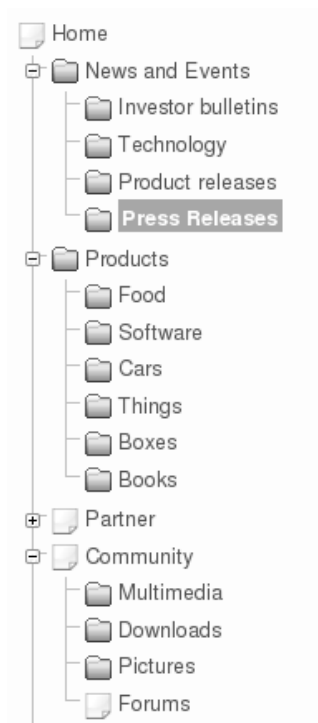 Home
News and Events
Investor bulletins
Technology
Product releases
Press Releases
Products
Food
Software
Cars
Things
Boxes
Books
Partner
Community
Multimedia
Downloads
Pictures
Forums